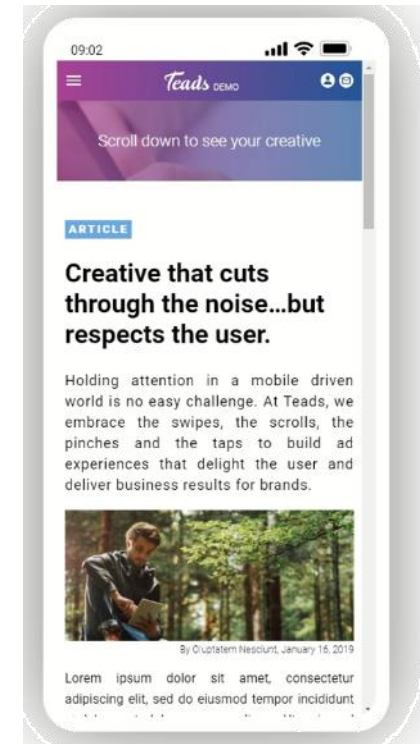 09:02
Teads DEMO
Scroll down to see your creative
ARTICLE
Creative that cuts
through the noise...but
respects the user.
Holding attention in a mobile driven
world is no easy challenge. At Teads, we
embrace the swipes, the scrolls, the
pinches and the taps to build ad
experiences that delight the user and
deliver business results for brands.
By Oluptatem Nesciunt, January 16, 2019
Lorem ipsum dolor sit amet, consectetur
adipiscing elit, sed do eiusmod tempor incididunt